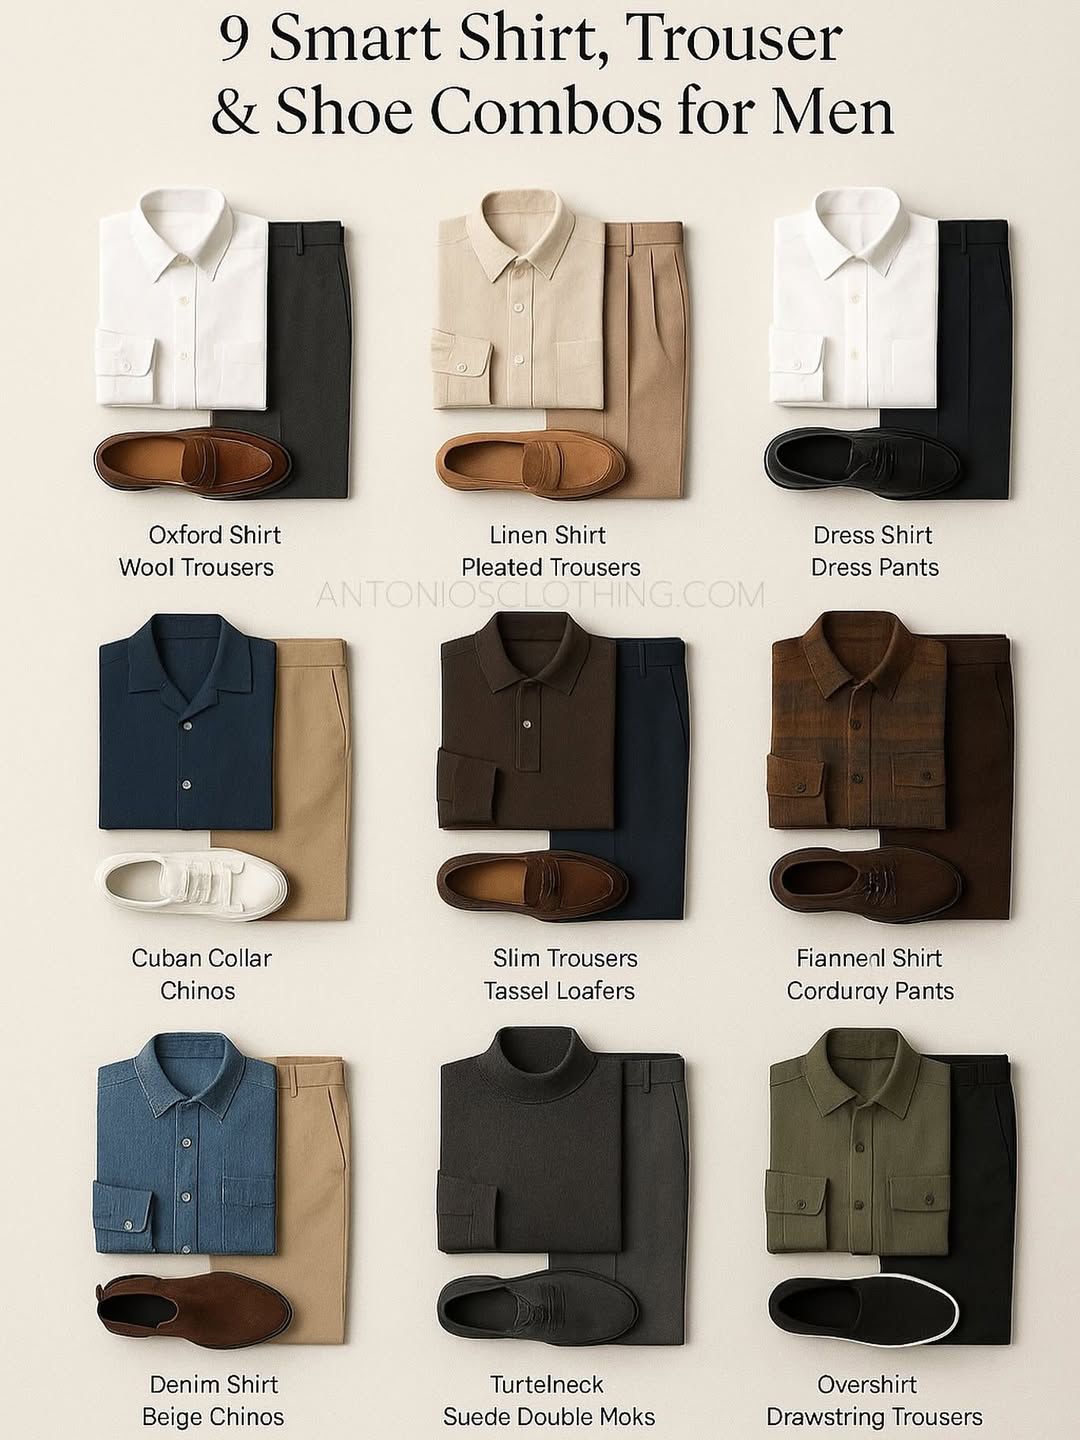 9 Smart Shirt, Trouser
& Shoe Combos for Men
Oxford Shirt
Wool Trousers
Linen Shirt
Pleated Trousers
Dress Shirt
Dress Pants
ANTONIOSCLOTHING.COM
Cuban Collar
Chinos
Slim Trousers
Tassel Loafers
Fiannenl Shirt
Corduroy Pants
Denim Shirt
Beige Chinos
Turtelneck
Suede Double Moks
Overshirt
Drawstring Trousers